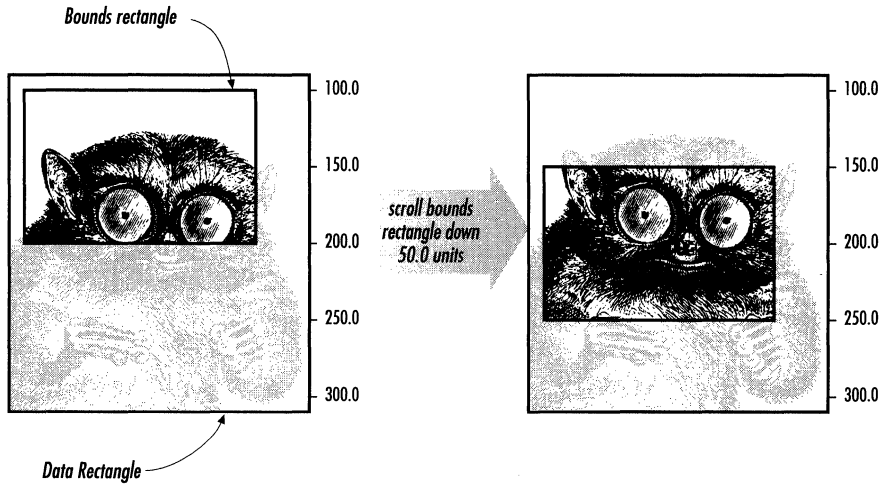 Bounds rectangle
100.0
150.0
200.0
250.0
300.0
Data Rectangle
scroll bounds
rectangle down
50.0 units
100.0
150.0
200.0
250.0
300.0